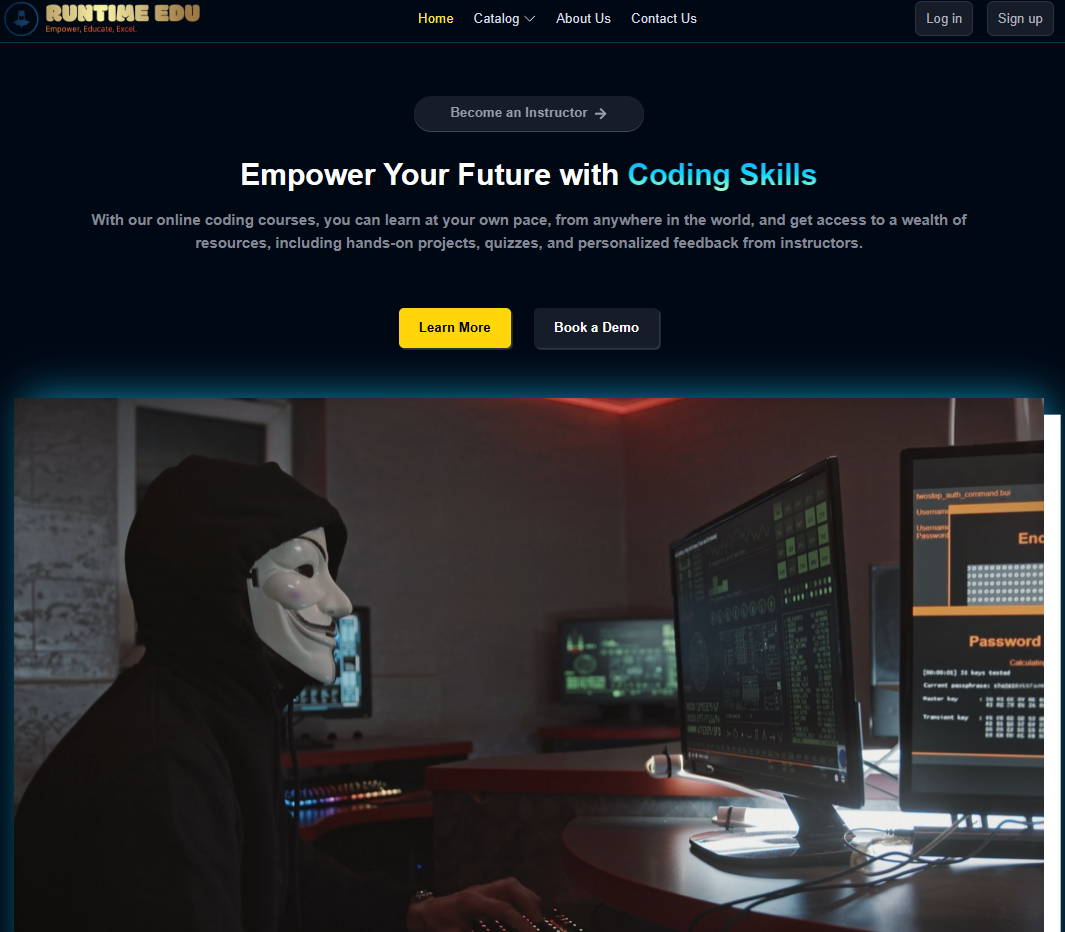 RUNTIME EDU
Empower, Educate, Excel.
Home Catalog About Us Contact Us
Log in Sign up
Become an Instructor
Empower Your Future with Coding Skills
With our online coding courses, you can learn at your own pace, from anywhere in the world, and get access to a wealth of
resources, including hands-on projects, quizzes, and personalized feedback from instructors.
Learn More Book a Demo
twostep_auth_command.bui
Username
Username
Password
Enc
Password
Calculatin
[00:00:01] 23 keys tested
Current passphrase:
Master key
Transient key